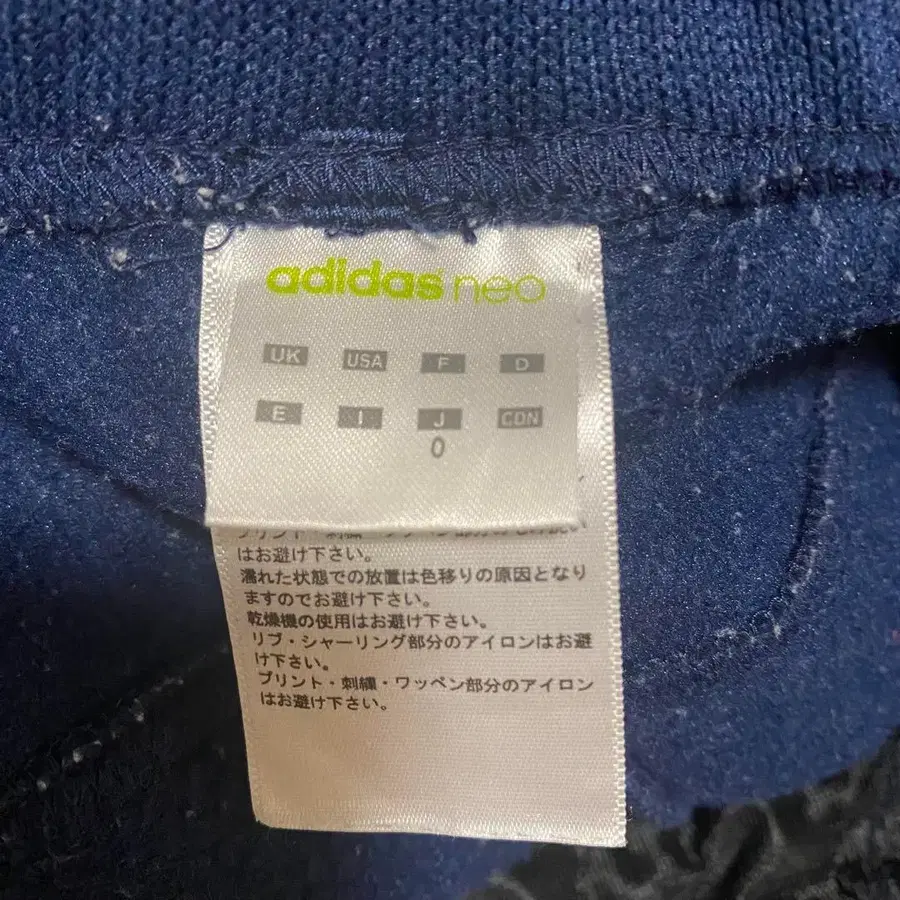 adidas neo
UK USA F D
E I J CDN
0
はお避け下さい。
濡れた状態での放置は色移りの原因となり
ますのでお避け下さい。
乾燥機の使用はお避け下さい。
リブ・シャーリング部分のアイロンはお避
け下さい。
プリント・刺繍・ワッペン部分のアイロン
はお避け下さい。